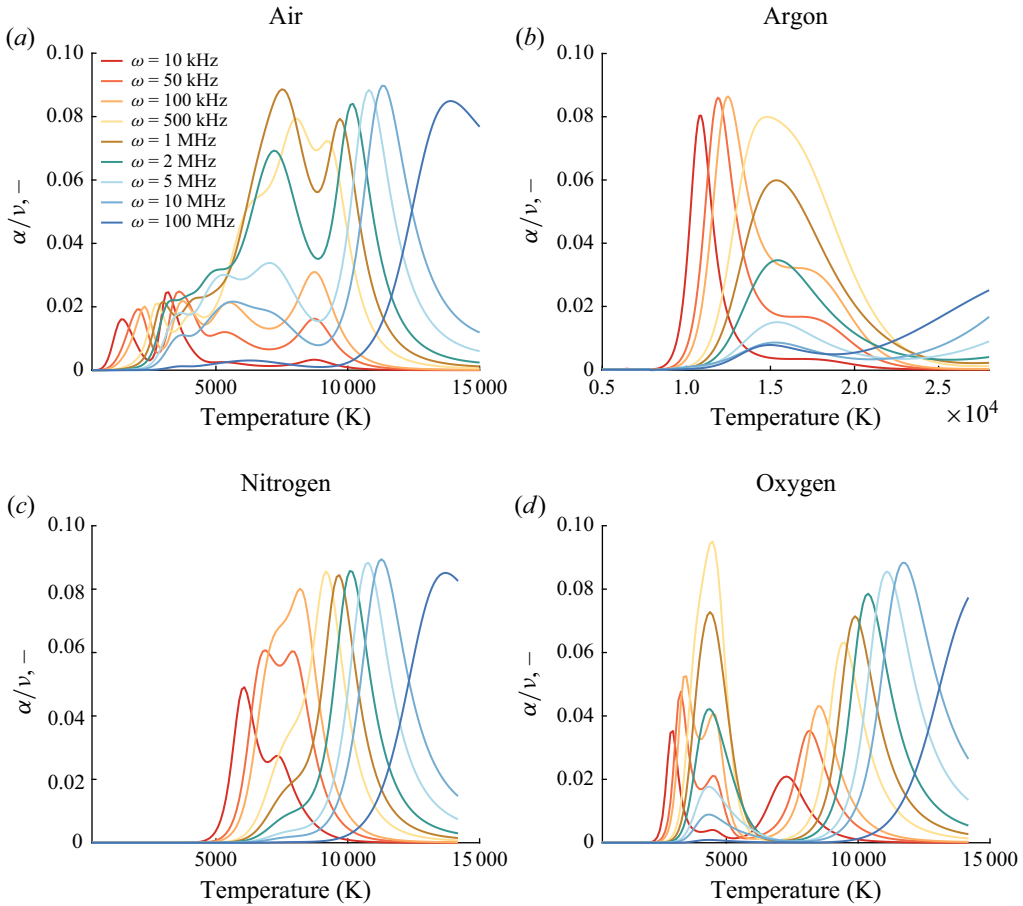 Air
(a)
0.10
0.08
0.06
0.04
0.02
0
α/ν, –
ω = 10 kHz
ω = 50 kHz
ω = 100 kHz
ω = 500 kHz
ω = 1 MHz
ω = 2 MHz
ω = 5 MHz
ω = 10 MHz
ω = 100 MHz
5000 10 000 15 000
Temperature (K)
Argon
(b)
0.10
0.08
0.06
0.04
0.02
0
α/ν, –
0.5 1.0 1.5 2.0 2.5
×10⁴
Temperature (K)
Nitrogen
(c)
0.10
0.08
0.06
0.04
0.02
0
α/ν, –
5000 10 000 15 000
Temperature (K)
Oxygen
(d)
0.10
0.08
0.06
0.04
0.02
0
α/ν, –
5000 10 000 15 000
Temperature (K)